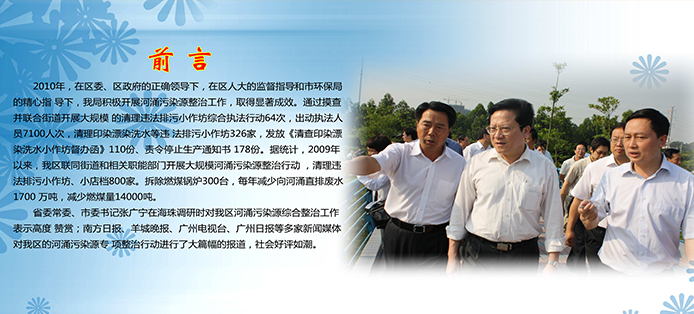 前言
2010年，在区委、区政府的正确领导下，在区人大的监督指导和市环保局
的精心指 导下，我局积极开展河涌污染源整治工作，取得显著成效。通过摸查
并联合街道开展大规模 的清理违法排污小作坊综合执法行动64次，出动执法人
员7100人次，清理印染漂染洗水等违 法排污小作坊326家，发放《清查印染漂
染洗水小作坊督办函》110份、责令停止生产通知书 178份。据统计，2009年
以来，我区联同街道和相关职能部门开展大规模河涌污染源整治行动 ，清理违
法排污小作坊、小店档800家。拆除燃煤锅炉300台，每年减少向河涌直排废水
1700 万吨，减少燃煤量14000吨。
省委常委、市委书记张广宁在海珠调研时对我区河涌污染源综合整治工作
表示高度 赞赏；南方日报、羊城晚报、广州电视台、广州日报等多家新闻媒体
对我区的河涌污染源专 项整治行动进行了大篇幅的报道，社会好评如潮。